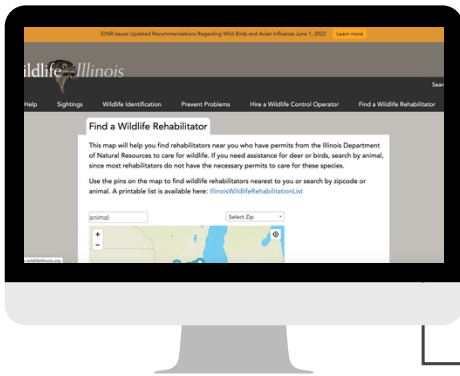 IDNR Issues Updated Recommendations Regarding Wild Birds and Avian Influenza June 1, 2022 Learn more
ildlife Illinois
Sear
Help Sightings Wildlife Identification Prevent Problems Hire a Wildlife Control Operator Find a Wildlife Rehabilitator
Find a Wildlife Rehabilitator
This map will help you find rehabilitators near you who have permits from the Illinois Department
of Natural Resources to care for wildlife. If you need assistance for deer or birds, search by animal,
since most rehabilitators do not have the necessary permits to care for these species.
Use the pins on the map to find wildlife rehabilitators nearest to you or search by zipcode or
animal. A printable list is available here: IllinoisWildlifeRehabilitationList
animal Select Zip
+
−